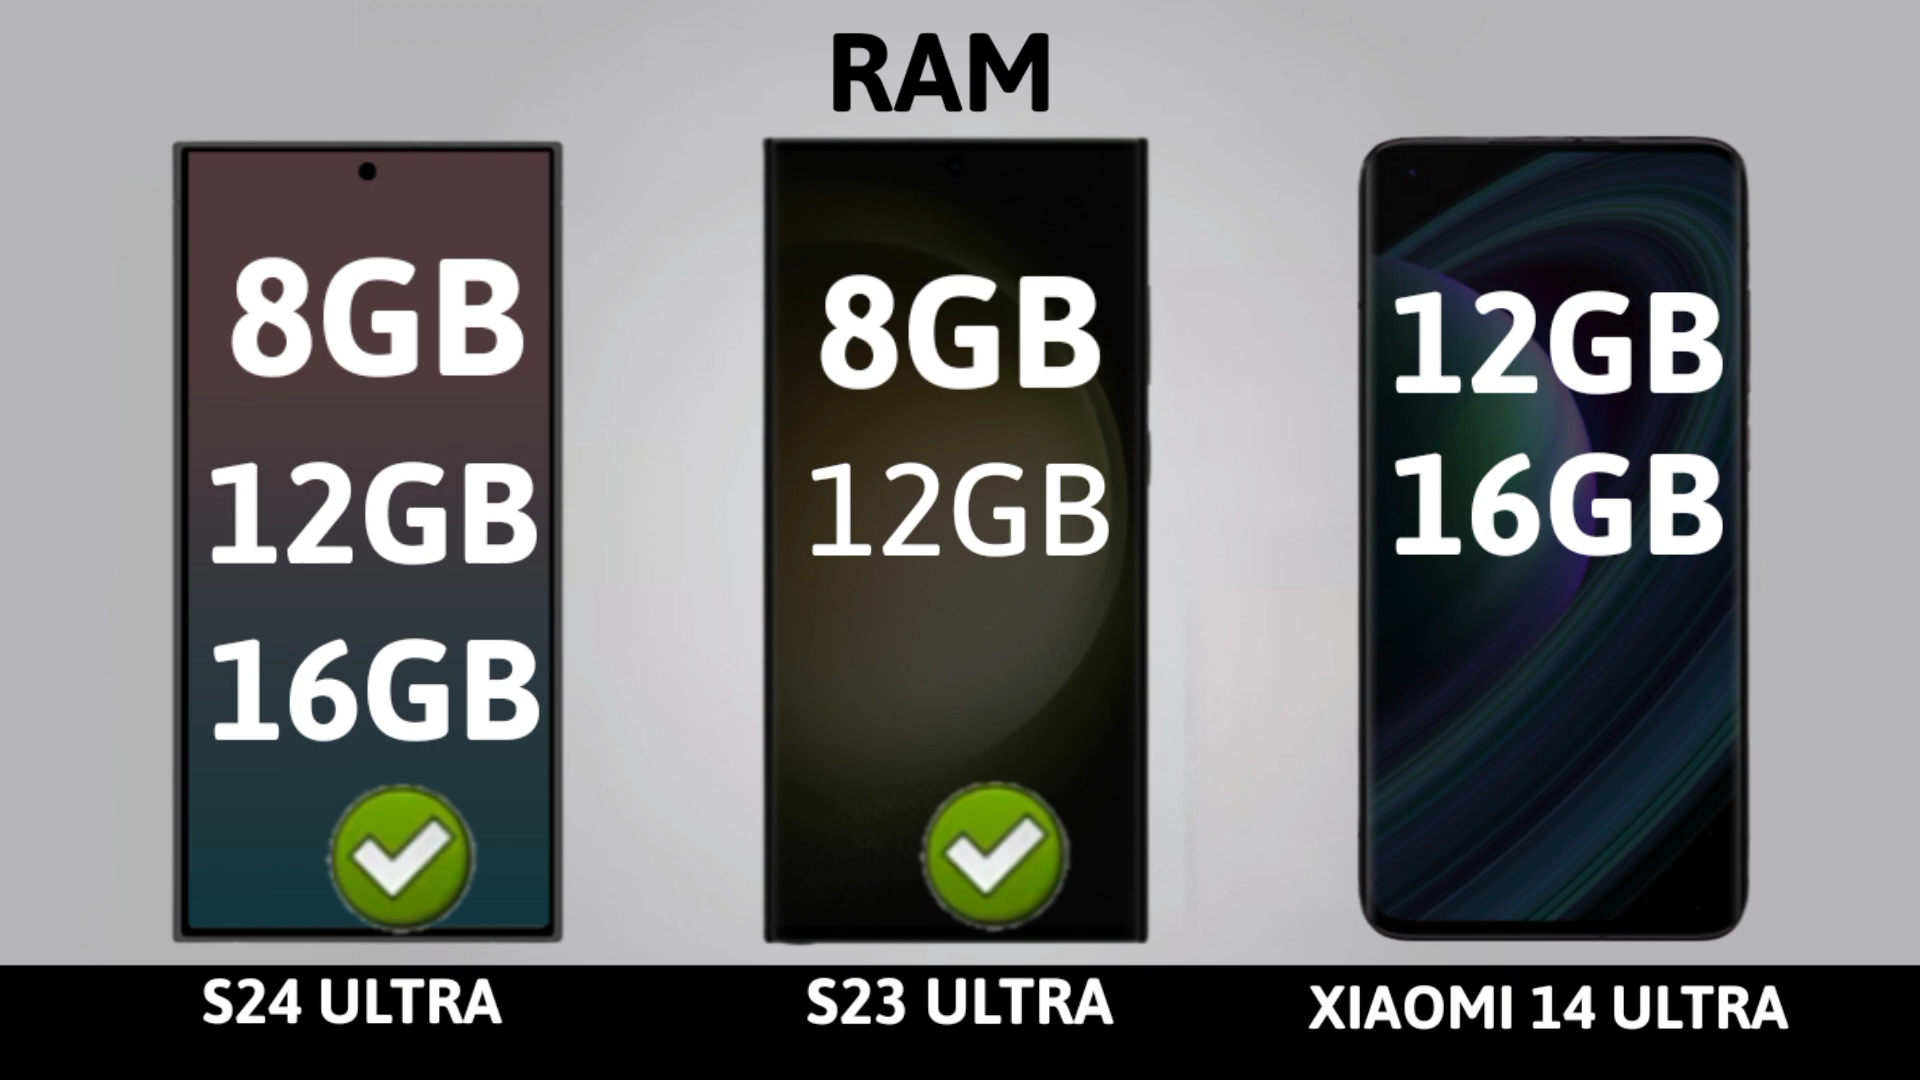 RAM
8GB
12GB
16GB
8GB
12GB
12GB
16GB
S24 ULTRA
S23 ULTRA
XIAOMI 14 ULTRA